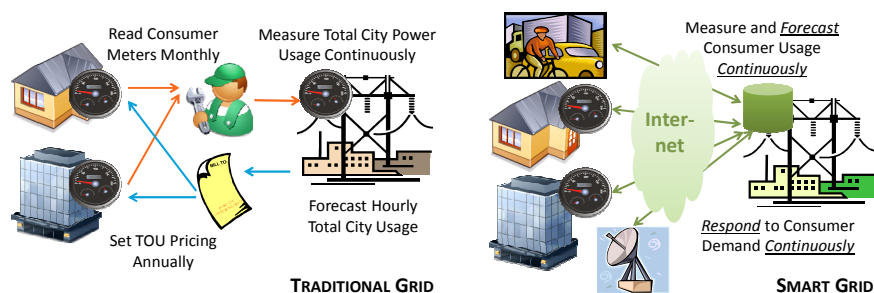 Read Consumer
Meters Monthly
Measure Total City Power
Usage Continuously
BILL TO
Forecast Hourly
Total City Usage
Set TOU Pricing
Annually
TRADITIONAL GRID
Measure and Forecast
Consumer Usage
Continuously
Inter-
net
Respond to Consumer
Demand Continuously
SMART GRID